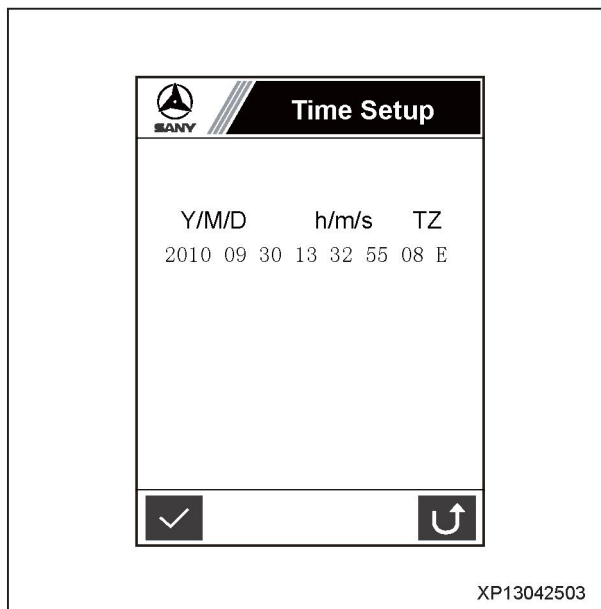 SANY
Time Setup
Y/M/D h/m/s TZ
2010 09 30 13 32 55 08 E
XP13042503